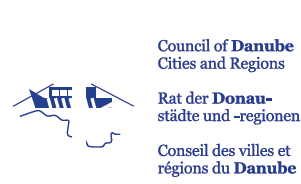 Council of Danube
Cities and Regions
Rat der Donau-
städte und -regionen
Conseil des villes et
régions du Danube